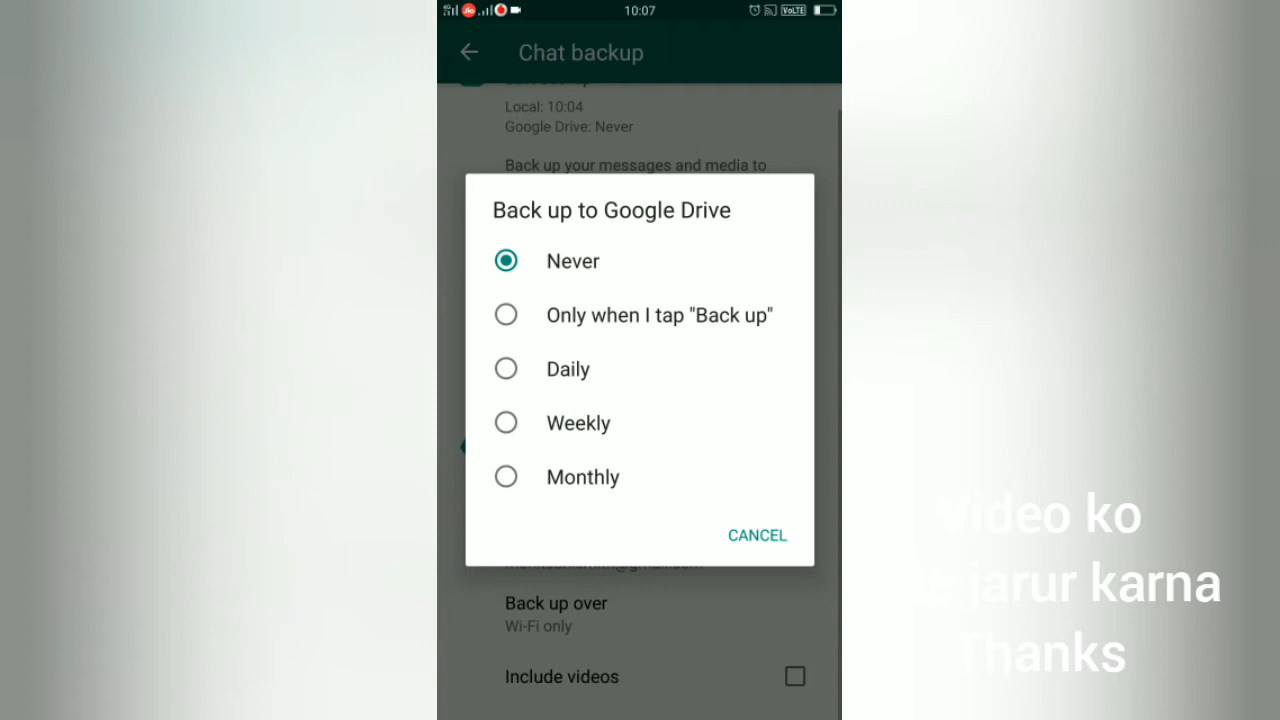 10:07
VoLTE
Chat backup
Local: 10:04
Google Drive: Never
Back up your messages and media to
Back up to Google Drive
Never
Only when I tap "Back up"
Daily
Weekly
Monthly
CANCEL
Back up over
Wi-Fi only
Include videos
Video ko
jarur karna
Thanks